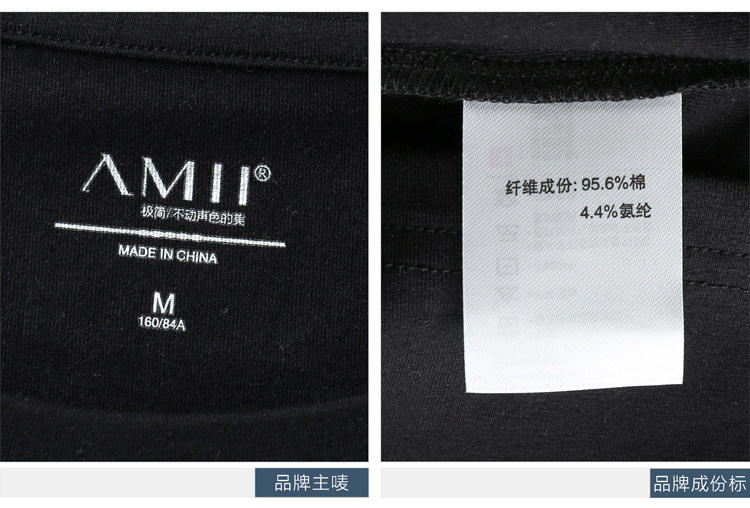 AMII®
极简/不动声色的美
MADE IN CHINA
M
160/84A
品牌主唛
纤维成份: 95.6%棉
4.4%氨纶
品牌成份标